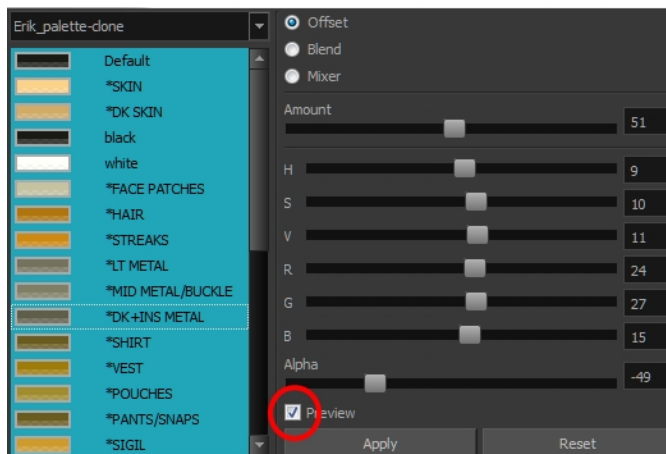 Erik_palette-clone
Default
*SKIN
*DK SKIN
black
white
*FACE PATCHES
*HAIR
*STREAKS
*LT METAL
*MID METAL/BUCKLE
*DK+INS METAL
*SHIRT
*VEST
*POUCHES
*PANTS/SNAPS
*SIGIL
Offset
Blend
Mixer
Amount
51
H 9
S 10
V 11
R 24
G 27
B 15
Alpha
-49
Preview
Apply Reset